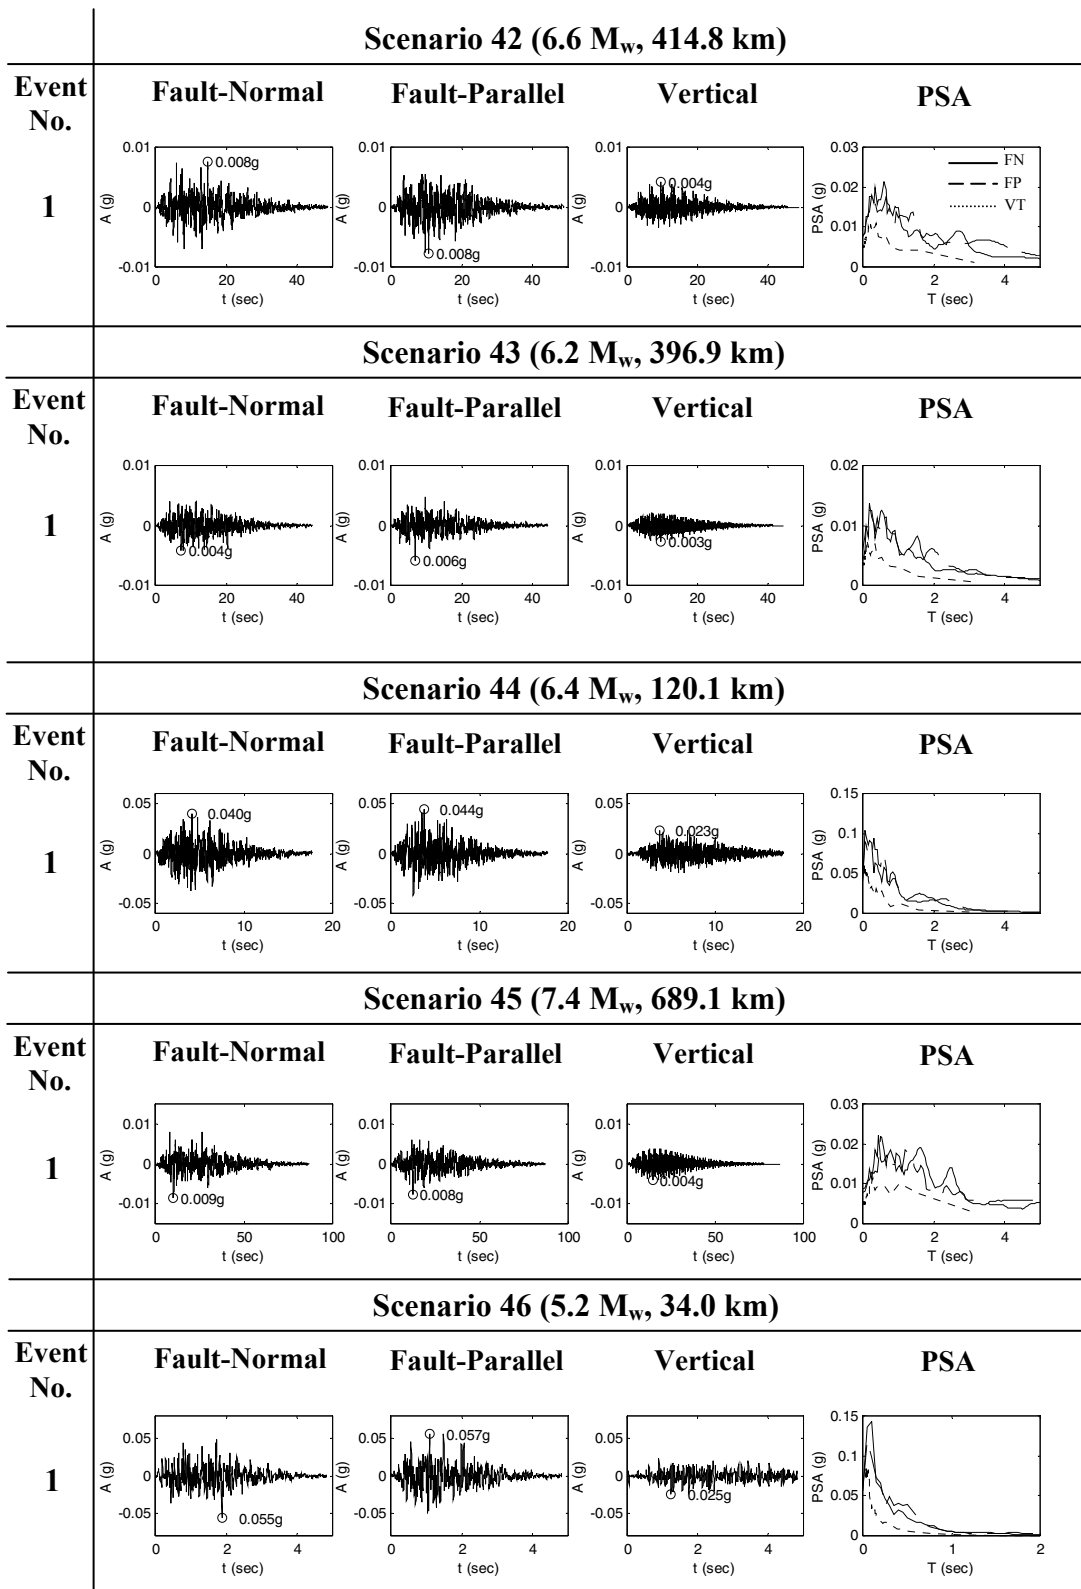 Scenario 42 (6.6 Mw, 414.8 km)
Event No.
Fault-Normal Fault-Parallel Vertical PSA
1
0.01 0 -0.01 A (g) 0.008g 0 20 40 t (sec)
0.01 0 -0.01 A (g) 0.008g 0 20 40 t (sec)
0.01 0 -0.01 A (g) 0.004g 0 20 40 t (sec)
0.03 0.02 0.01 0 PSA (g) FN FP VT 0 2 4 T (sec)
Scenario 43 (6.2 Mw, 396.9 km)
Event No.
Fault-Normal Fault-Parallel Vertical PSA
1
0.01 0 -0.01 A (g) 0.004g 0 20 40 t (sec)
0.01 0 -0.01 A (g) 0.006g 0 20 40 t (sec)
0.01 0 -0.01 A (g) 0.003g 0 20 40 t (sec)
0.02 0.01 0 PSA (g) 0 2 4 T (sec)
Scenario 44 (6.4 Mw, 120.1 km)
Event No.
Fault-Normal Fault-Parallel Vertical PSA
1
0.05 0 -0.05 A (g) 0.040g 0 10 20 t (sec)
0.05 0 -0.05 A (g) 0.044g 0 10 20 t (sec)
0.05 0 -0.05 A (g) 0.023g 0 10 20 t (sec)
0.15 0.1 0.05 0 PSA (g) 0 2 4 T (sec)
Scenario 45 (7.4 Mw, 689.1 km)
Event No.
Fault-Normal Fault-Parallel Vertical PSA
1
0.01 0 -0.01 A (g) 0.009g 0 50 100 t (sec)
0.01 0 -0.01 A (g) 0.008g 0 50 100 t (sec)
0.01 0 -0.01 A (g) 0.004g 0 50 100 t (sec)
0.03 0.02 0.01 0 PSA (g) 0 2 4 T (sec)
Scenario 46 (5.2 Mw, 34.0 km)
Event No.
Fault-Normal Fault-Parallel Vertical PSA
1
0.05 0 -0.05 A (g) 0.055g 0 2 4 t (sec)
0.05 0 -0.05 A (g) 0.057g 0 2 4 t (sec)
0.05 0 -0.05 A (g) 0.025g 0 2 4 t (sec)
0.15 0.1 0.05 0 PSA (g) 0 1 2 T (sec)